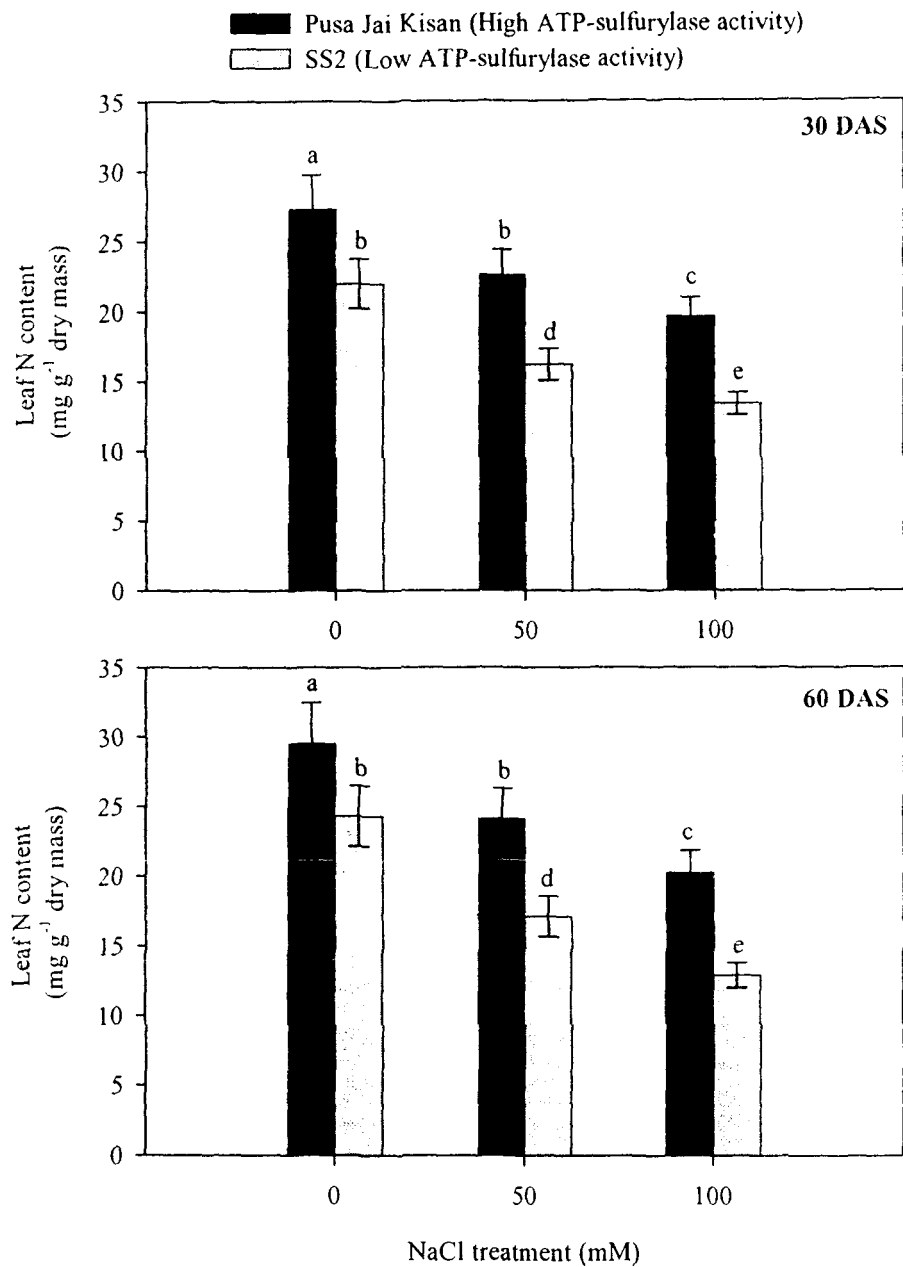 Pusa Jai Kisan (High ATP-sulfurylase activity)
SS2 (Low ATP-sulfurylase activity)
35
30
25
20
15
10
5
0
Leaf N content
(mg g⁻¹ dry mass)
30 DAS
a
b
b
d
c
e
0
50
100
35
30
25
20
15
10
5
0
Leaf N content
(mg g⁻¹ dry mass)
60 DAS
a
b
b
d
c
e
0
50
100
NaCl treatment (mM)